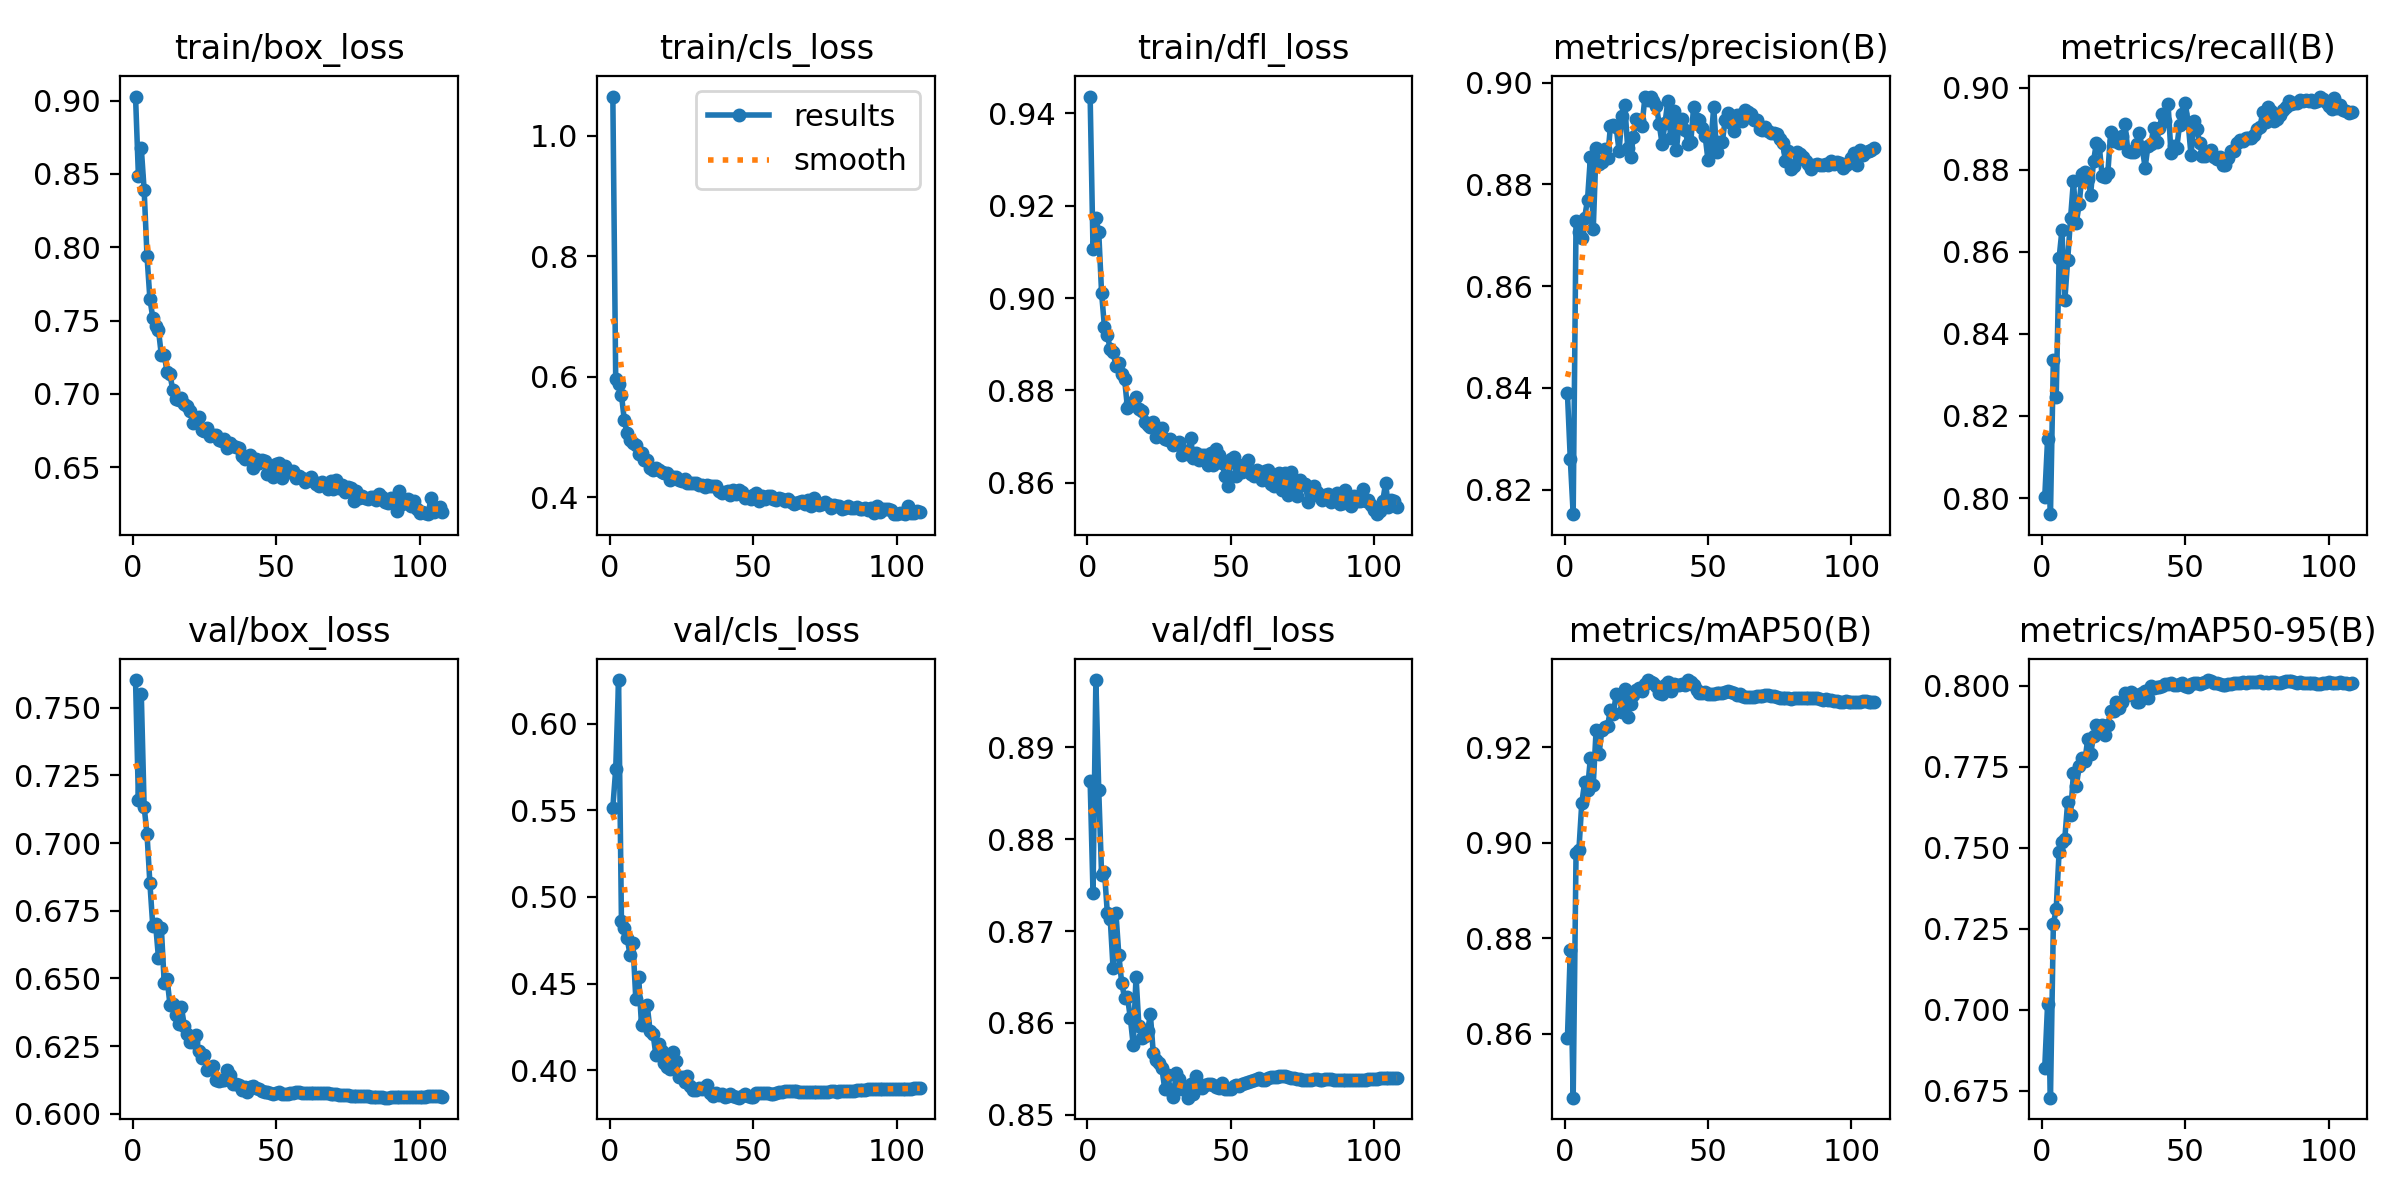 train/box_loss
0.90
0.85
0.80
0.75
0.70
0.65
0 50 100
train/cls_loss
results
smooth
1.0
0.8
0.6
0.4
0 50 100
train/dfl_loss
0.94
0.92
0.90
0.88
0.86
0 50 100
metrics/precision(B)
0.90
0.88
0.86
0.84
0.82
0 50 100
metrics/recall(B)
0.90
0.88
0.86
0.84
0.82
0.80
0 50 100
val/box_loss
0.750
0.725
0.700
0.675
0.650
0.625
0.600
0 50 100
val/cls_loss
0.60
0.55
0.50
0.45
0.40
0 50 100
val/dfl_loss
0.89
0.88
0.87
0.86
0.85
0 50 100
metrics/mAP50(B)
0.92
0.90
0.88
0.86
0 50 100
metrics/mAP50-95(B)
0.800
0.775
0.750
0.725
0.700
0.675
0 50 100